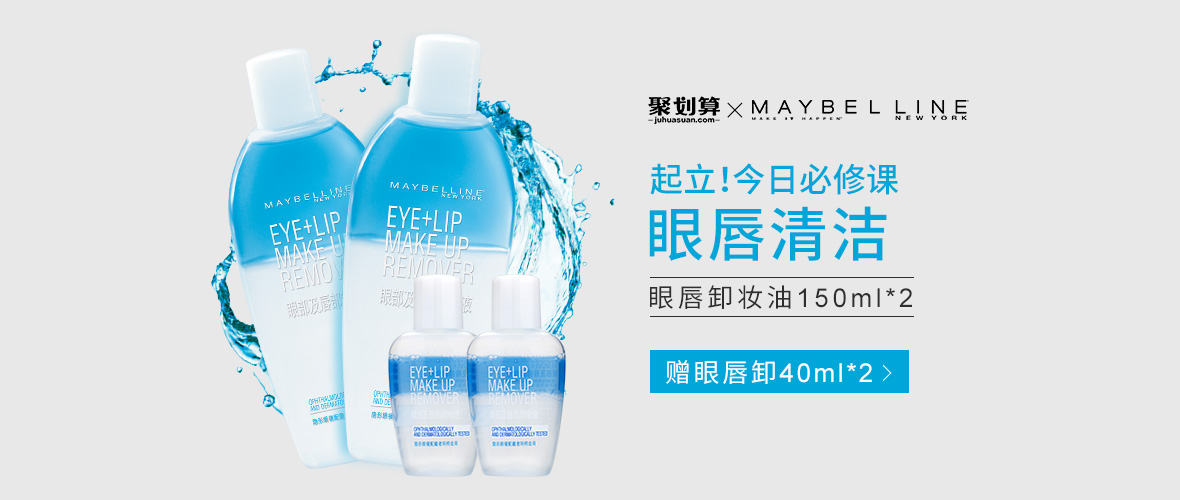 聚划算
juhuasuan.com
×
MAYBELLINE
MAKE IT HAPPEN
NEW YORK
起立!今日必修课
眼唇清洁
眼唇卸妆油150ml*2
赠眼唇卸40ml*2 >
MAYBELLINE
NEW YORK
EYE+LIP
MAKE UP
REMOVER
眼部及唇部
MAYBELLINE
NEW YORK
EYE+LIP
MAKE UP
REMOVER
眼部及
液
EYE+LIP
MAKE UP
REMOVER
OPHTHALMOLOGICALLY
AND DERMATOLOGICALLY TESTED
EYE+LIP
MAKE UP
REMOVER
OPHTHALMOLOGICALLY
AND DERMATOLOGICALLY TESTED